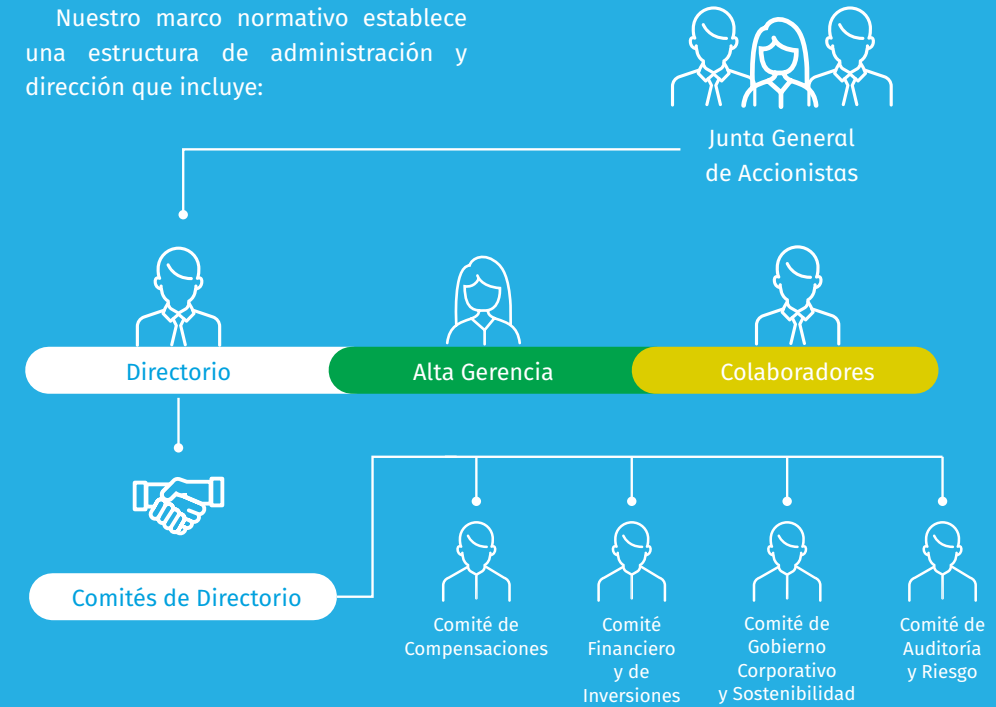 Nuestro marco normativo establece
una estructura de administración y
dirección que incluye:
Junta General
de Accionistas
Directorio
Alta Gerencia
Colaboradores
Comités de Directorio
Comité de
Compensaciones
Comité
Financiero
y de
Inversiones
Comité de
Gobierno
Corporativo
y Sostenibilidad
Comité de
Auditoría
y Riesgo